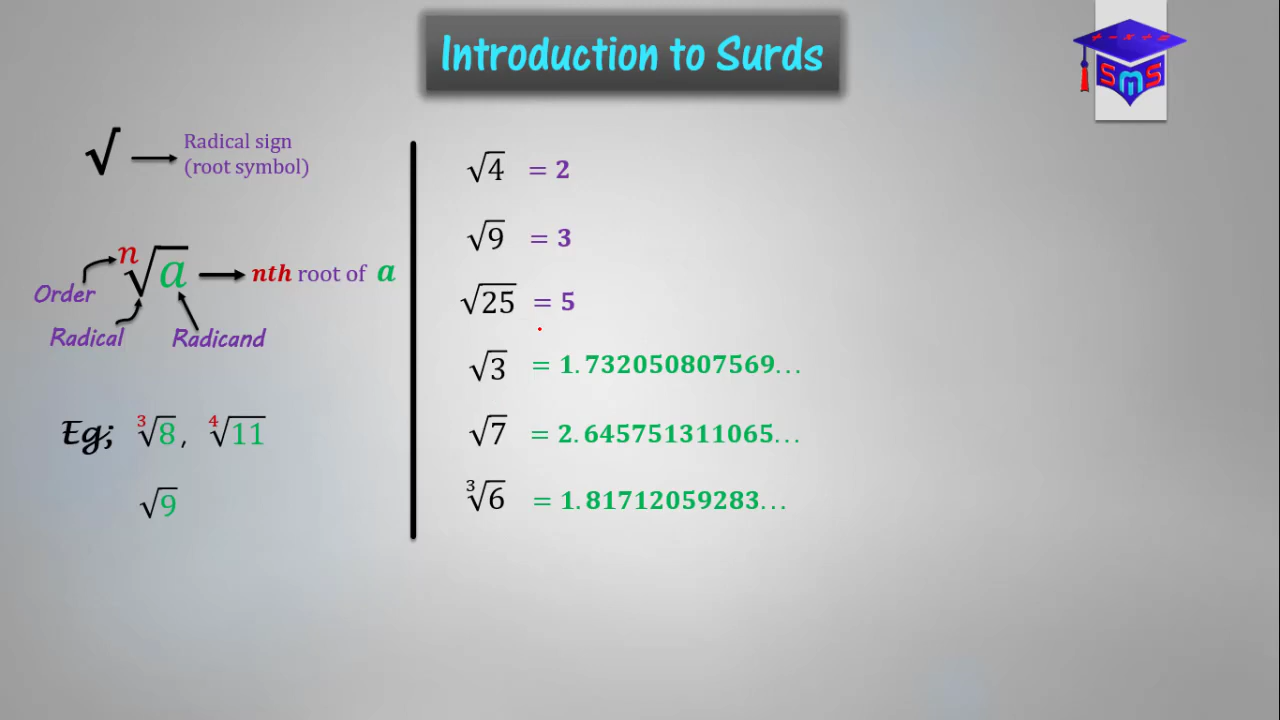 Introduction to Surds
SMS
√ → Radical sign
(root symbol)
ⁿ√a → nth root of a
Order
Radical
Radicand
Eg; ³√8, ⁴√11
√9
√4 = 2
√9 = 3
√25 = 5
√3 = 1.732050807569...
√7 = 2.645751311065...
³√6 = 1.81712059283...